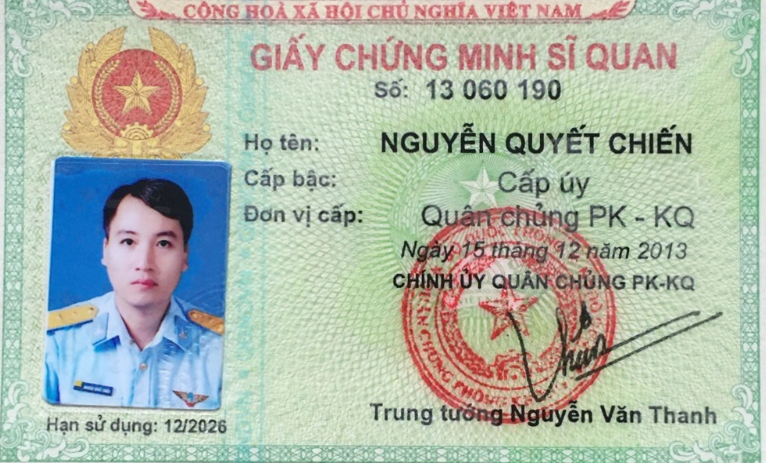 CỘNG HOÀ XÃ HỘI CHỦ NGHĨA VIỆT NAM
GIẤY CHỨNG MINH SĨ QUAN
Số: 13 060 190
Họ tên: NGUYỄN QUYẾT CHIẾN
Cấp bậc: Cấp úy
Đơn vị cấp: Quân chủng PK - KQ
Ngày 15 tháng 12 năm 2013
CHÍNH ỦY QUÂN CHỦNG PK-KQ
Trung tướng Nguyễn Văn Thanh
Hạn sử dụng: 12/2026